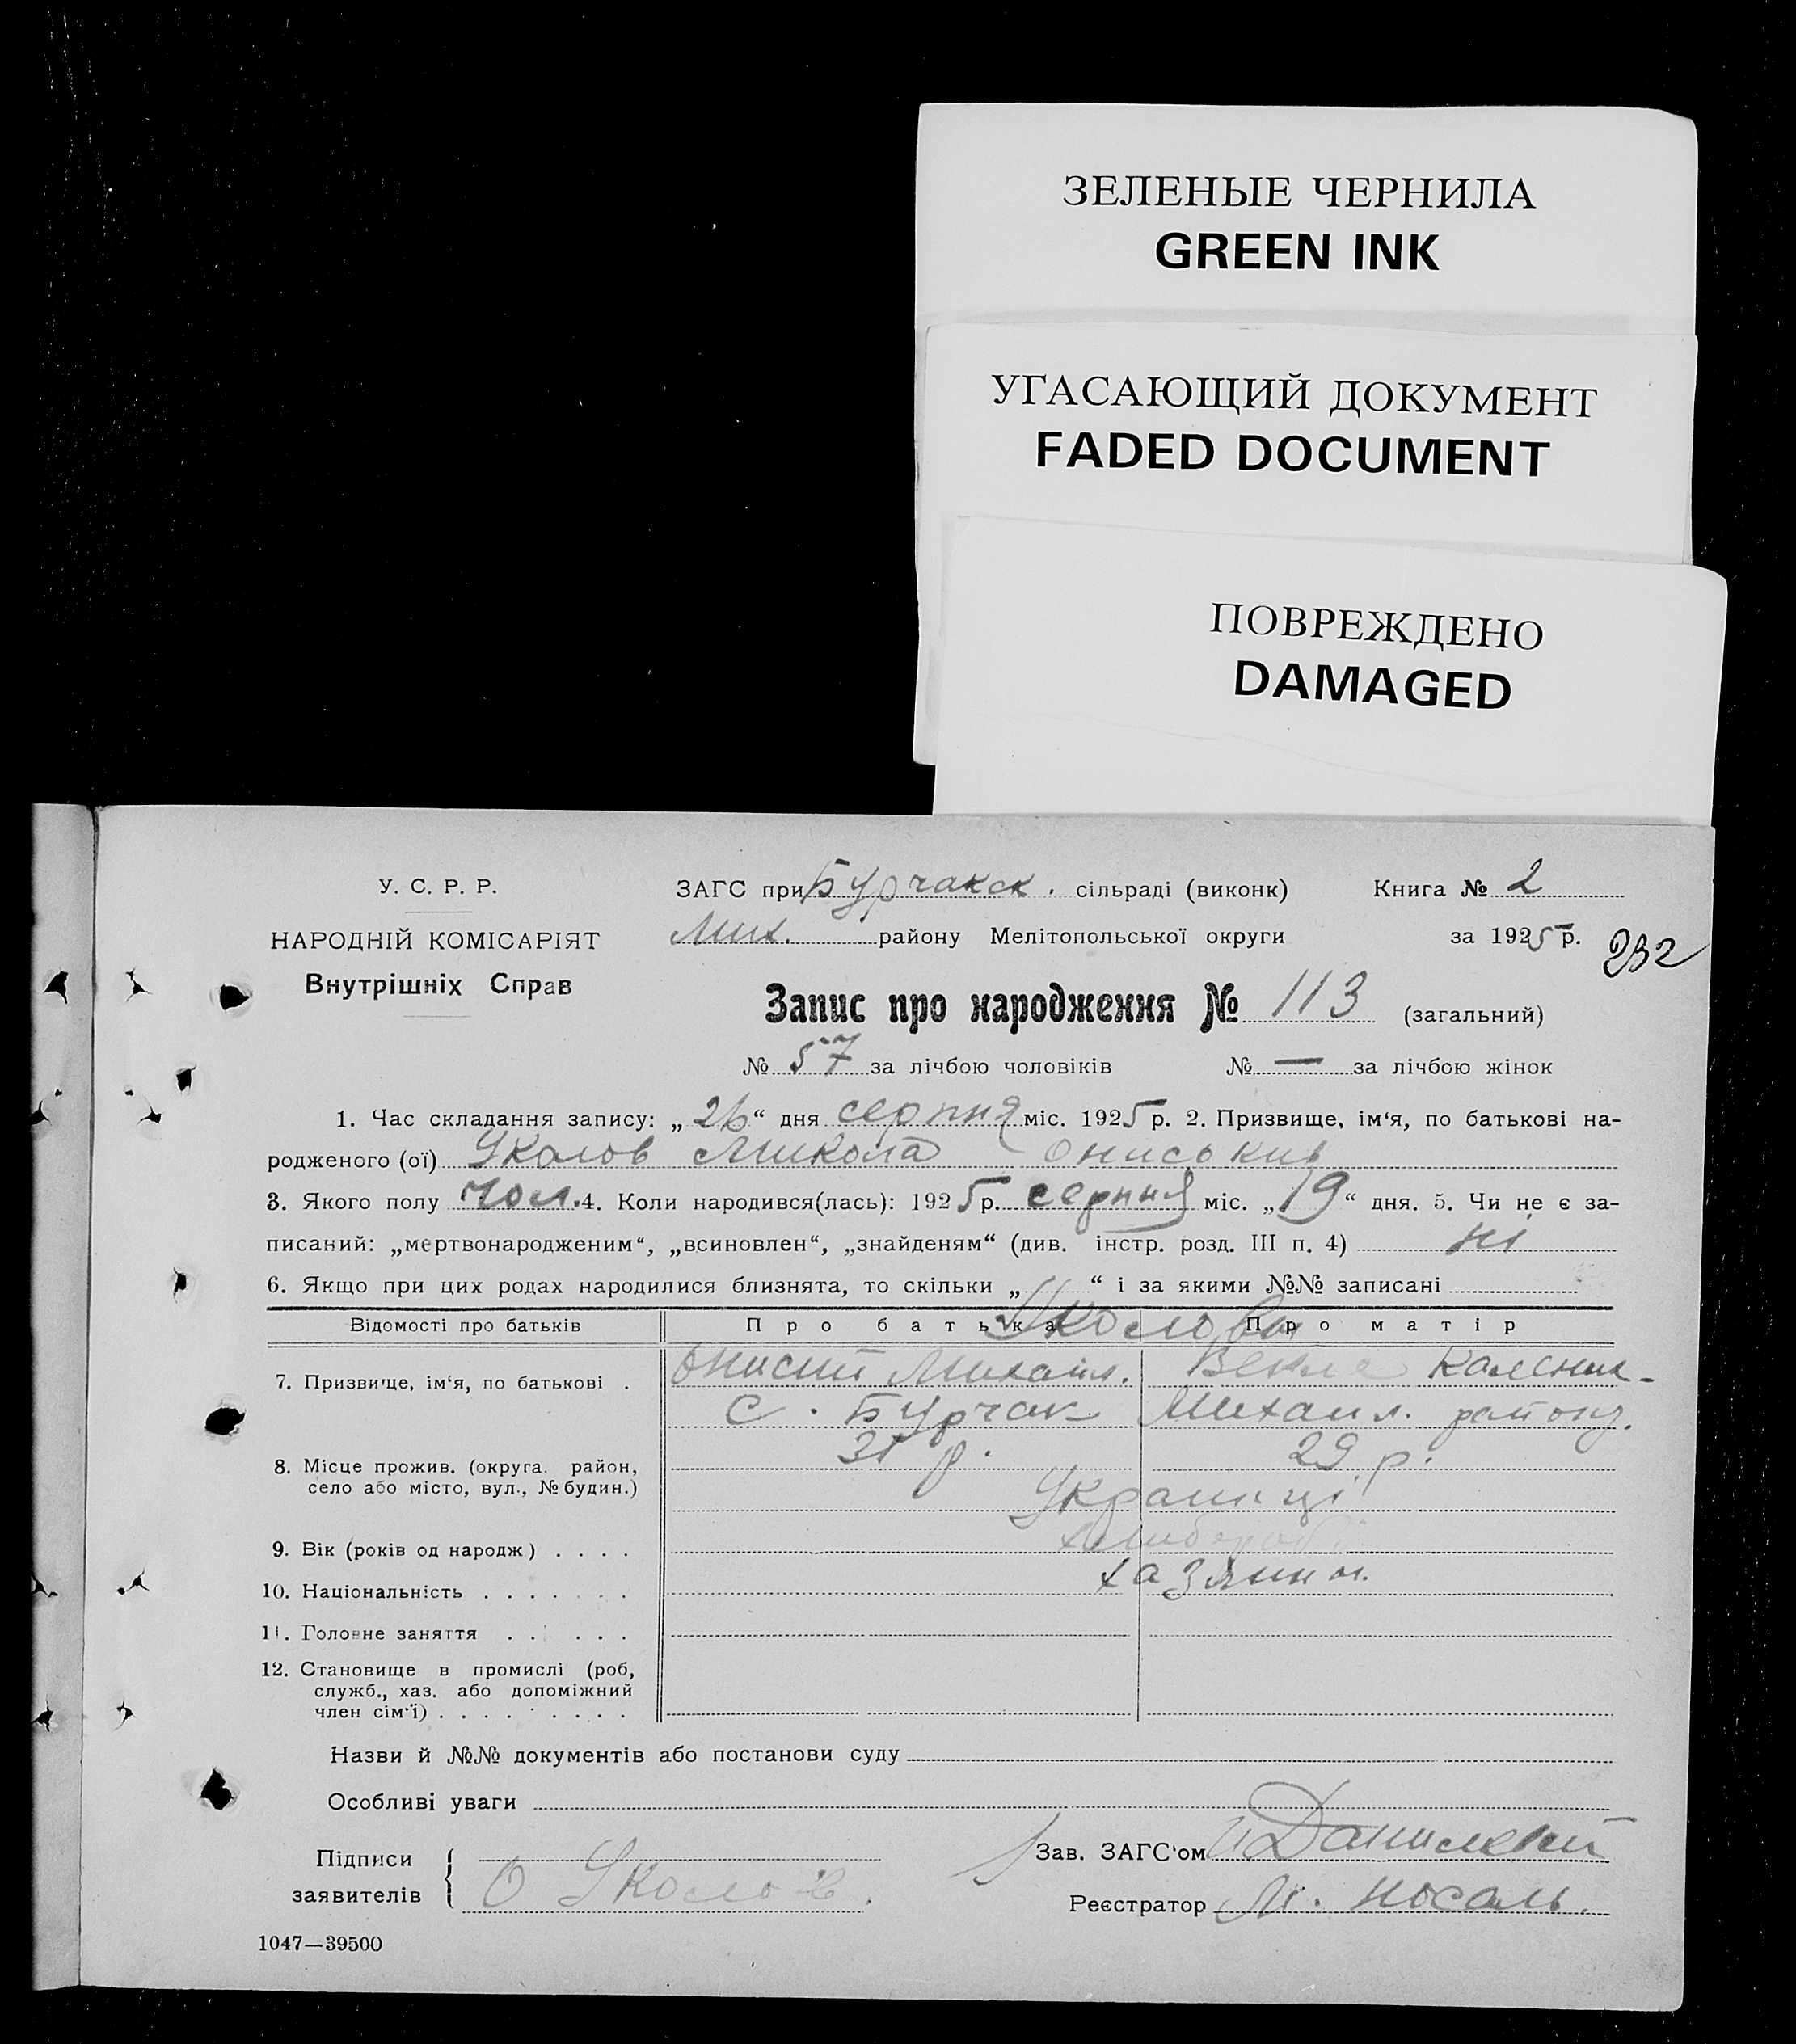 ЗЕЛЕНЫЕ ЧЕРНИЛА
GREEN INK
УГАСАЮЩИЙ ДОКУМЕНТ
FADED DOCUMENT
ПОВРЕЖДЕНО
DAMAGED
У. С. Р. Р.
НАРОДНІЙ КОМІСАРІЯТ
Внутрішніх Справ
ЗАГС при Бурчакск. сільраді (виконк) Книга № 2
Мих. району Мелітопольської округи за 1925 р. 232
Запис про народження № 113 (загальний)
№ 57 за лічбою чоловіків № — за лічбою жінок
1. Час складання запису: „26“ дня серпня міс. 1925 р. 2. Призвище, ім‘я, по батькові на-
родженого (ої) Уколов Микола Ониськів
3. Якого полу чол. 4. Коли народився(лась): 1925 р. серпня міс. „19“ дня. 5. Чи не є за-
писаний: „мертвонародженим“, „всиновлен“, „знайденям“ (див. інстр. розд. III п. 4) ні
6. Якщо при цих родах народилися близнята, то скільки „ “ і за якими №№ записані
Відомості про батьків Про батька Про матір
Уколови
7. Призвище, ім‘я, по батькові . Онисий Михайл. Векла
С. Бурчак Михайл. району.
8. Місце прожив. (округа, район,
село або місто, вул., № будин.)
31 р. 29 р.
Українці
9. Вік (років од народж.) . . . .
Хлібороб.
10. Національність . . . . . . .
хазяини.
11. Головне заняття . . . . .
12. Становище в промислі (роб,
служб., хаз. або допоміжний
член сім‘ї) . . . . . . . . .
Назви й №№ документів або постанови суду
Особливі уваги
Підписи
заявителів О Уколов.
Зав. ЗАГС‘ом
Реєстратор М. Носаль.
1047—39500